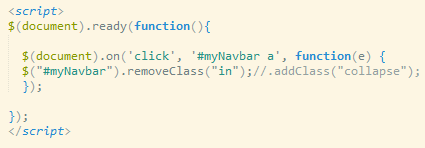 <script>
$(document).ready(function(){
$(document).on('click', '#myNavbar a', function(e) {
$("#myNavbar").removeClass("in");//.addClass("collapse");
});
});
</script>